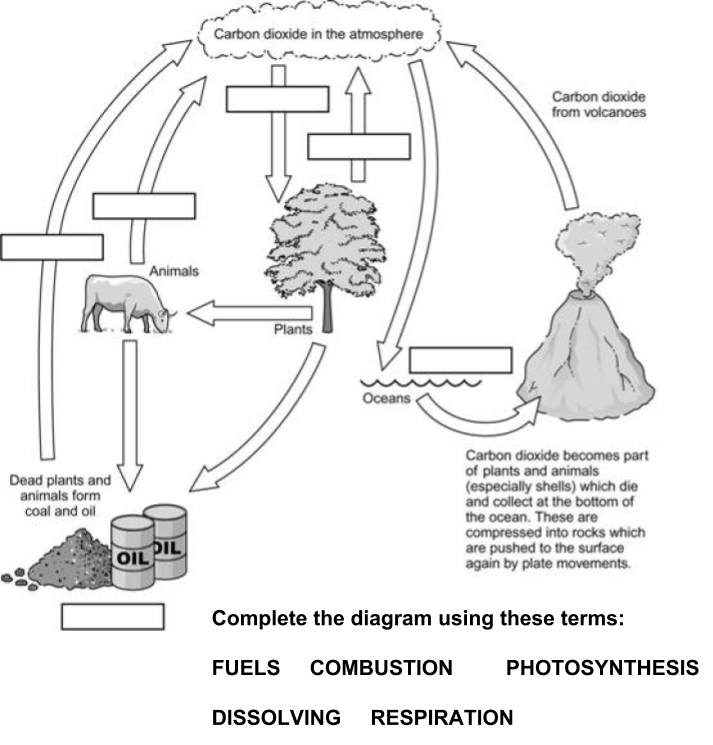 Carbon dioxide in the atmosphere
Carbon dioxide
from volcanoes
Animals
Plants
Oceans
Dead plants and
animals form
coal and oil
OIL
OIL
Carbon dioxide becomes part
of plants and animals
(especially shells) which die
and collect at the bottom of
the ocean. These are
compressed into rocks which
are pushed to the surface
again by plate movements.
Complete the diagram using these terms:
FUELS COMBUSTION PHOTOSYNTHESIS
DISSOLVING RESPIRATION